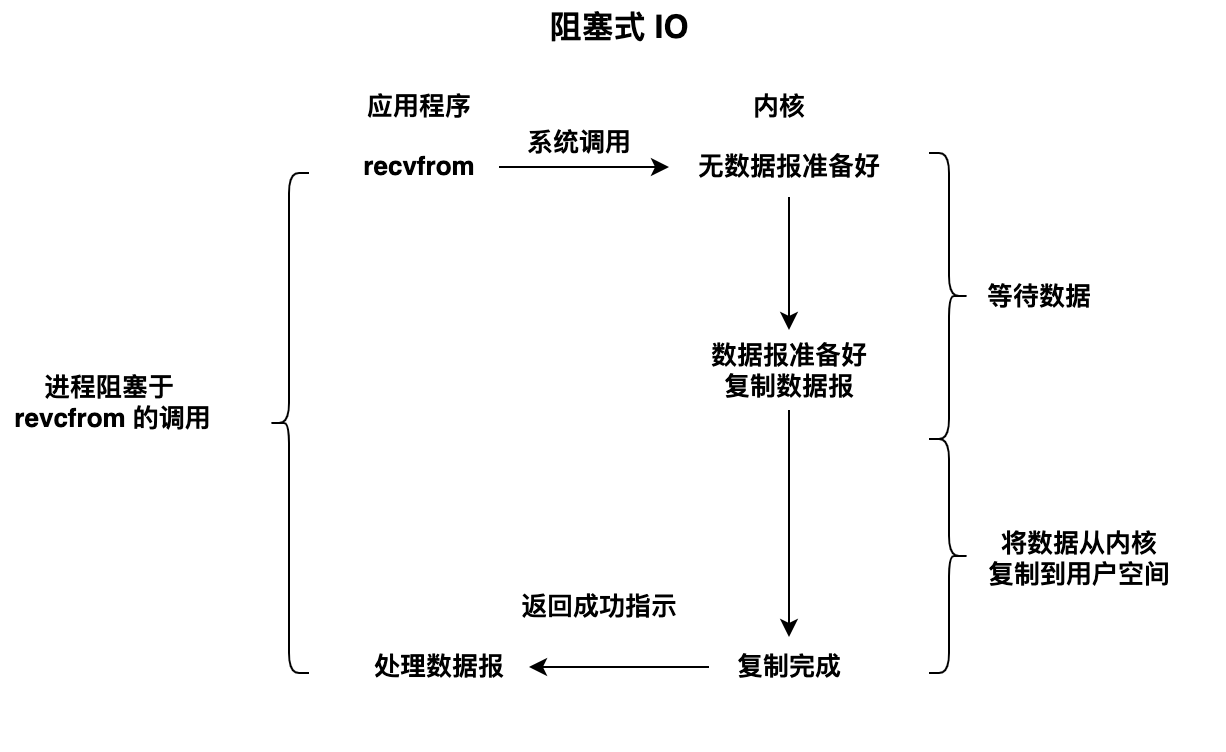 阻塞式 IO
应用程序
内核
系统调用
recvfrom
无数据报准备好
等待数据
数据报准备好
复制数据报
进程阻塞于
revcfrom 的调用
将数据从内核
复制到用户空间
返回成功指示
处理数据报
复制完成